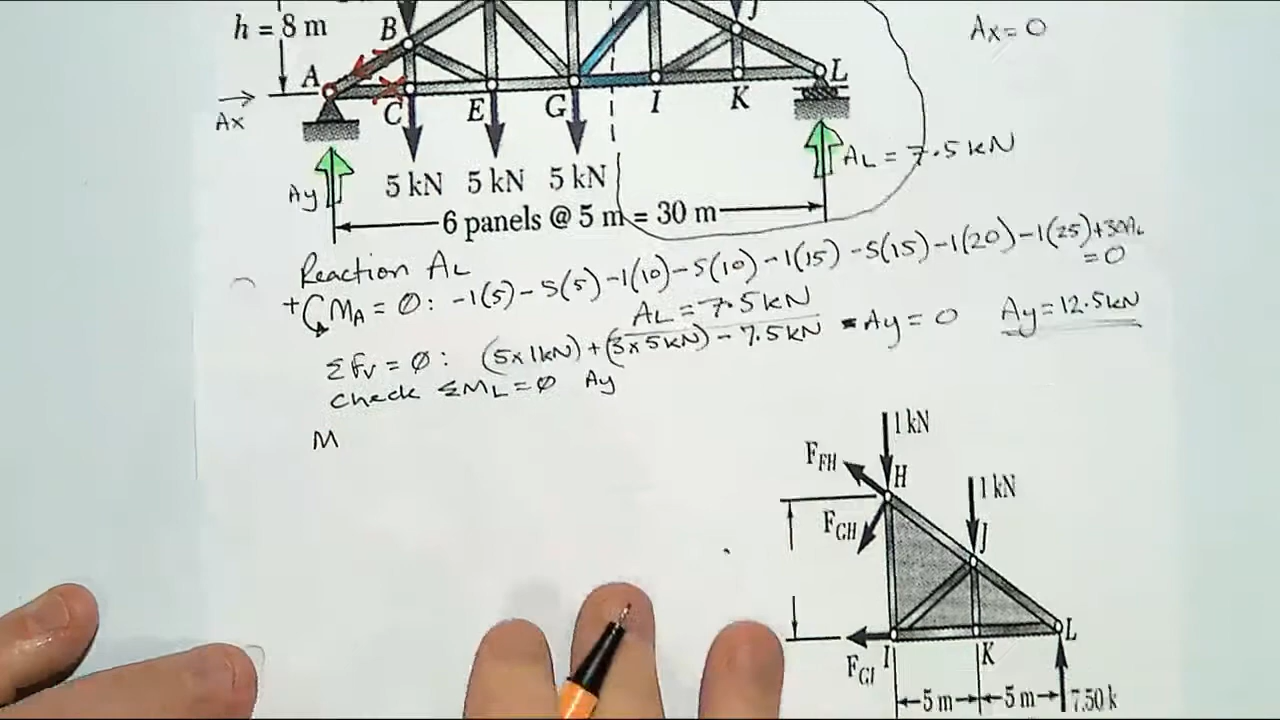 h = 8 m
B
J
Ax=0
A
L
Ax
C
E
G
I
K
Ay
AL = 7.5 kN
5 kN 5 kN 5 kN
6 panels @ 5 m = 30 m
Reaction AL
+ MA = 0: -1(5) - 5(5) -1(10) -5(10) -1(15) -5(15) -1(20) -1(25)+30AL
=0
AL = 7.5 kN
ΣFv = 0: (5x1kN) + (3x5kN) - 7.5kN - Ay = 0 Ay=12.5kN
check ΣML = 0 Ay
M
1 kN
FFH
H
1 kN
FGH
J
L
FGI
I
K
5 m
5 m
7.50 k